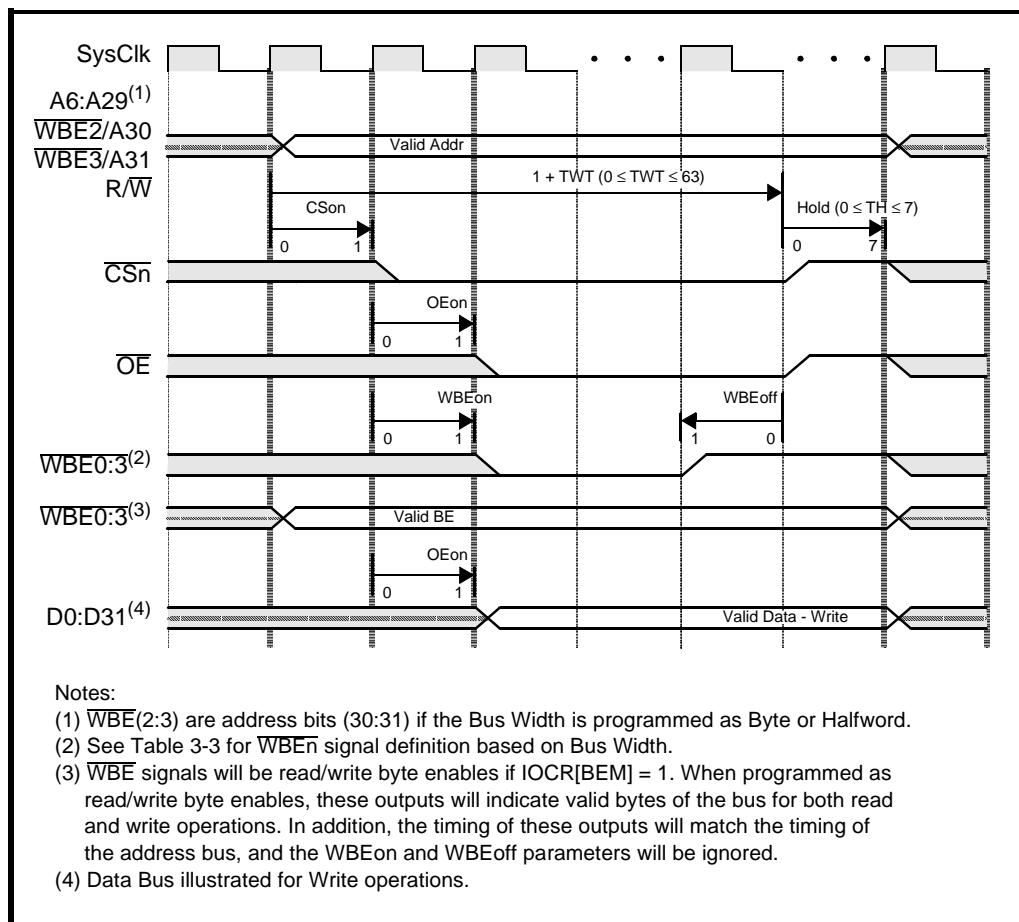 SysClk
A6:A29(1)
WBE2/A30
Valid Addr
WBE3/A31
R/W
1 + TWT (0 ≤ TWT ≤ 63)
CSon
Hold (0 ≤ TH ≤ 7)
0 1
0 7
CSn
OEon
0 1
OE
WBEon
WBEoff
0 1
1 0
WBE0:3(2)
WBE0:3(3)
Valid BE
OEon
0 1
D0:D31(4)
Valid Data - Write
Notes:
(1) WBE(2:3) are address bits (30:31) if the Bus Width is programmed as Byte or Halfword.
(2) See Table 3-3 for WBEn signal definition based on Bus Width.
(3) WBE signals will be read/write byte enables if IOCR[BEM] = 1. When programmed as
read/write byte enables, these outputs will indicate valid bytes of the bus for both read
and write operations. In addition, the timing of these outputs will match the timing of
the address bus, and the WBEon and WBEoff parameters will be ignored.
(4) Data Bus illustrated for Write operations.